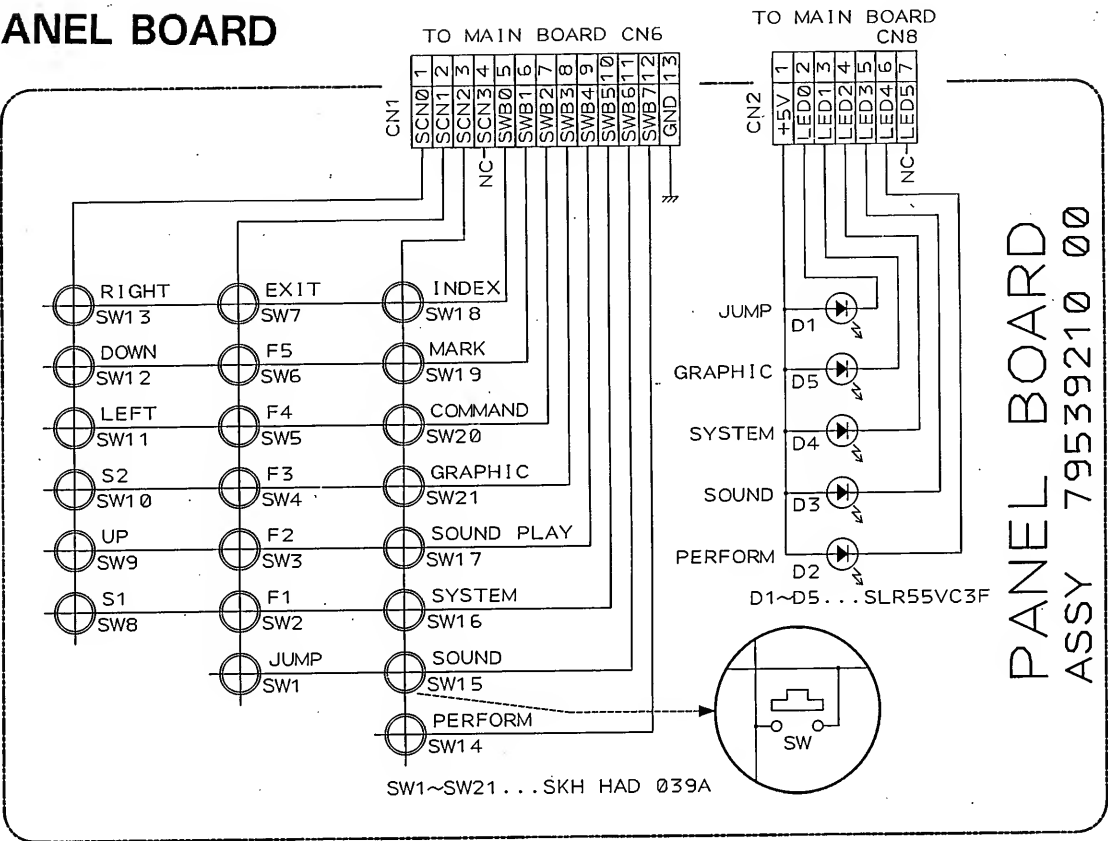 ANEL BOARD
TO MAIN BOARD CN6
CN1
SCN0 1
SCN1 2
SCN2 3
SCN3 4
SWB0 5
SWB1 6
SWB2 7
SWB3 8
SWB4 9
SWB5 10
SWB6 11
SWB7 12
GND 13
NC
TO MAIN BOARD
CN8
CN2
+5V 1
LED0 2
LED1 3
LED2 4
LED3 5
LED4 6
LED5 7
NC
RIGHT
SW13
EXIT
SW7
INDEX
SW18
DOWN
SW12
F5
SW6
MARK
SW19
LEFT
SW11
F4
SW5
COMMAND
SW20
S2
SW10
F3
SW4
GRAPHIC
SW21
UP
SW9
F2
SW3
SOUND PLAY
SW17
S1
SW8
F1
SW2
SYSTEM
SW16
JUMP
SW1
SOUND
SW15
PERFORM
SW14
SW1~SW21...SKH HAD 039A
JUMP
D1
GRAPHIC
D5
SYSTEM
D4
SOUND
D3
PERFORM
D2
D1~D5...SLR55VC3F
SW
PANEL BOARD
ASSY 79539210 00